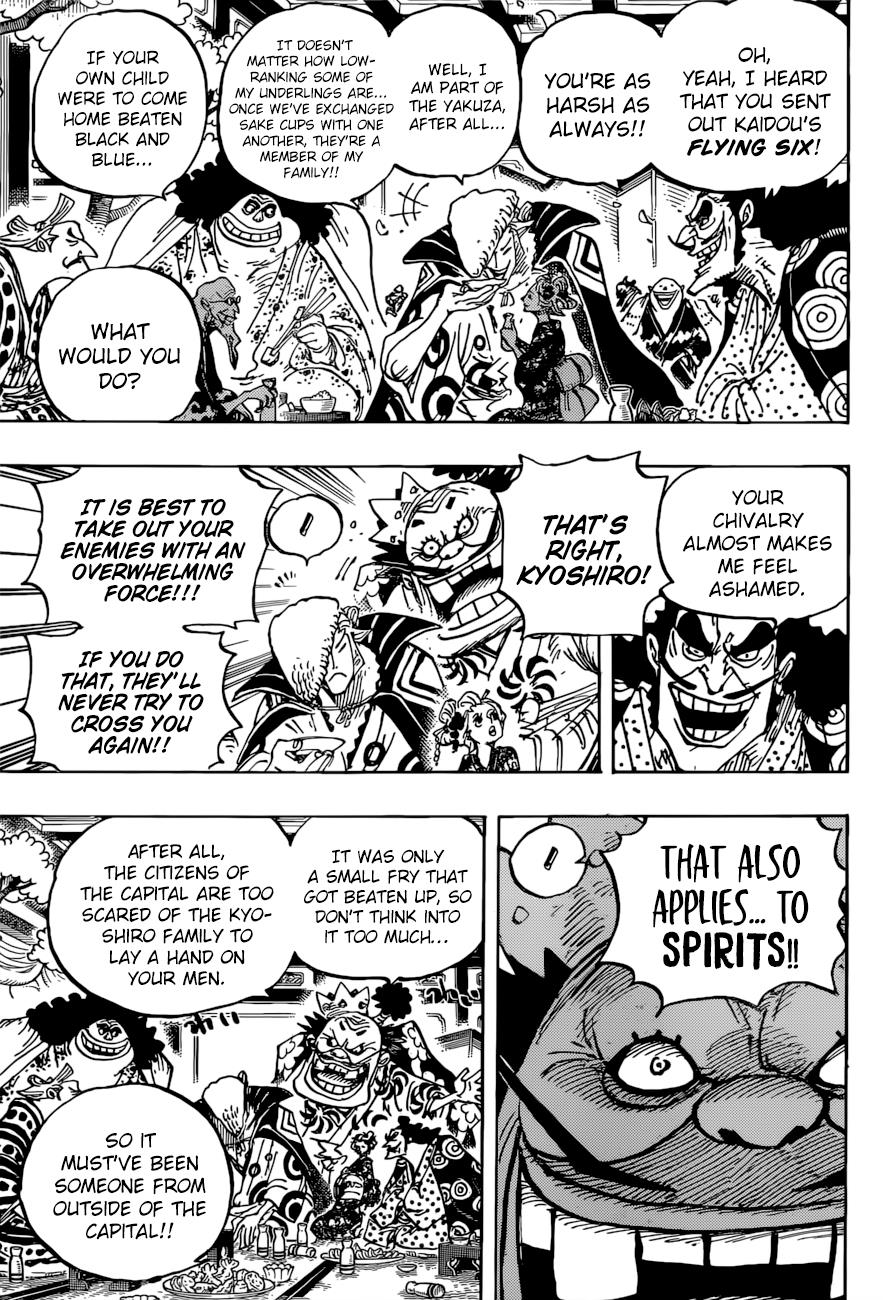 OH,
YEAH, I HEARD
THAT YOU SENT
OUT KAIDOU'S
FLYING SIX!
YOU'RE AS
HARSH AS
ALWAYS!!
WELL, I
AM PART OF
THE YAKUZA,
AFTER ALL...
IT DOESN'T
MATTER HOW LOW-
RANKING SOME OF
MY UNDERLINGS ARE...
ONCE WE'VE EXCHANGED
SAKE CUPS WITH ONE
ANOTHER, THEY'RE A
MEMBER OF MY
FAMILY!!
IF YOUR
OWN CHILD
WERE TO COME
HOME BEATEN
BLACK AND
BLUE...
WHAT
WOULD YOU
DO?
YOUR
CHIVALRY
ALMOST MAKES
ME FEEL
ASHAMED.
THAT'S
RIGHT,
KYOSHIRO!
IT IS BEST TO
TAKE OUT YOUR
ENEMIES WITH AN
OVERWHELMING
FORCE!!!
IF YOU DO
THAT, THEY'LL
NEVER TRY TO
CROSS YOU
AGAIN!!
THAT ALSO
APPLIES... TO
SPIRITS!!
IT WAS ONLY
A SMALL FRY THAT
GOT BEATEN UP, SO
DON'T THINK INTO
IT TOO MUCH...
AFTER ALL,
THE CITIZENS OF
THE CAPITAL ARE TOO
SCARED OF THE KYO-
SHIRO FAMILY TO
LAY A HAND ON
YOUR MEN.
SO IT
MUST'VE BEEN
SOMEONE FROM
OUTSIDE OF THE
CAPITAL!!